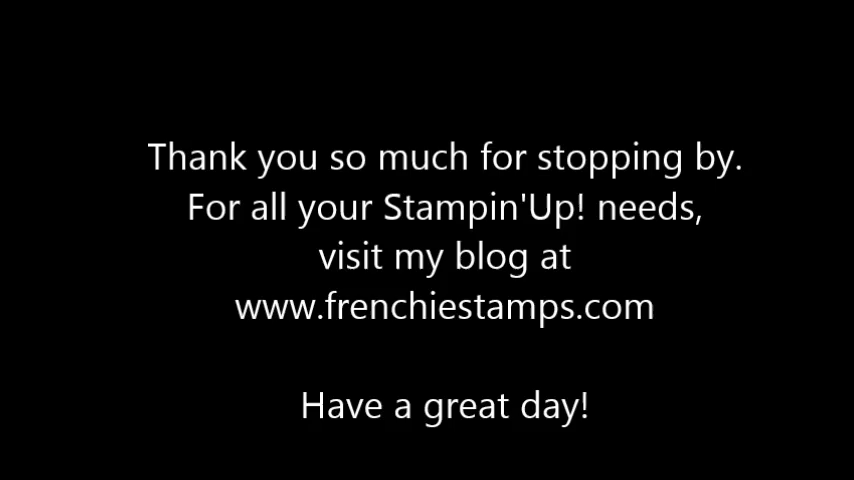 Thank you so much for stopping by.
For all your Stampin'Up! needs,
visit my blog at
www.frenchiestamps.com
Have a great day!